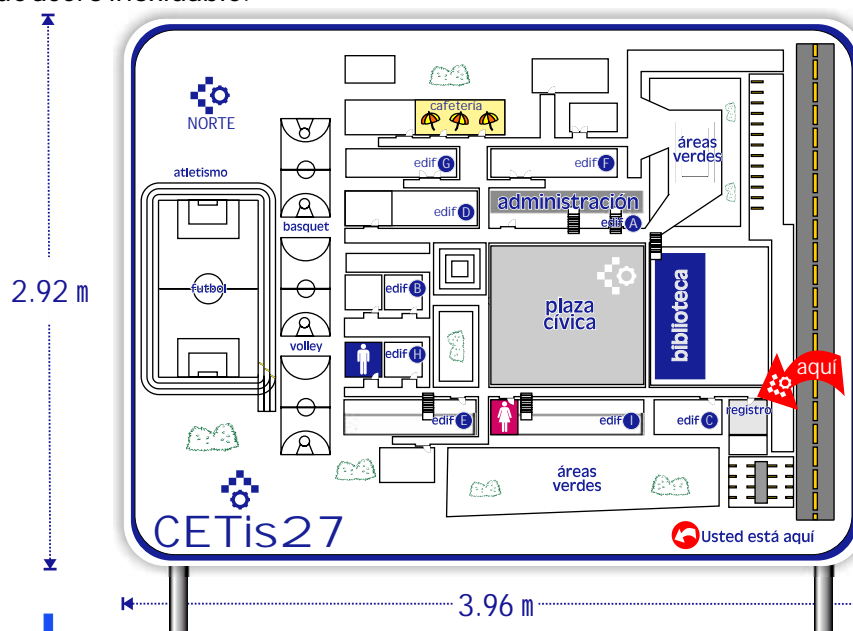 NORTE
cafetería
edif G
edif F
áreas
verdes
atletismo
administración
edif D
edif A
basquet
2.92 m
futbol
edif B
plaza
cívica
biblioteca
volley
edif H
aquí
edif E
edif I
edif C
registro
áreas
verdes
CETis27
Usted está aquí
3.96 m